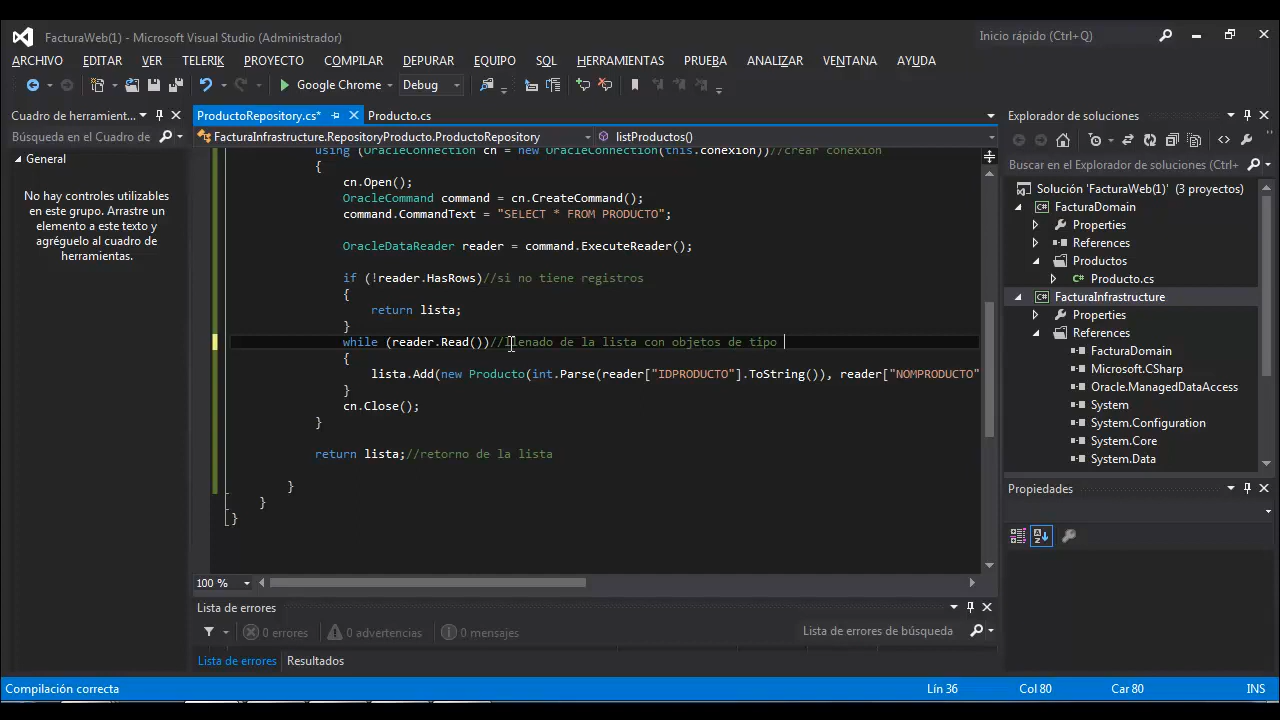 FacturaWeb(1) - Microsoft Visual Studio (Administrador)
Inicio rápido (Ctrl+Q)
ARCHIVO EDITAR VER TELERIK PROYECTO COMPILAR DEPURAR EQUIPO SQL HERRAMIENTAS PRUEBA ANALIZAR VENTANA AYUDA
Google Chrome Debug
Cuadro de herramient...
Búsqueda en el Cuadro de
General
No hay controles utilizables
en este grupo. Arrastre un
elemento a este texto y
agréguelo al cuadro de
herramientas.
ProductoRepository.cs* Producto.cs
FacturaInfrastructure.RepositoryProducto.ProductoRepository listProductos()
using (OracleConnection cn = new OracleConnection(this.conexion))//crear conexion
{
cn.Open();
OracleCommand command = cn.CreateCommand();
command.CommandText = "SELECT * FROM PRODUCTO";
OracleDataReader reader = command.ExecuteReader();
if (!reader.HasRows)//si no tiene registros
{
return lista;
}
while (reader.Read())//llenado de la lista con objetos de tipo
{
lista.Add(new Producto(int.Parse(reader["IDPRODUCTO"].ToString()), reader["NOMPRODUCTO"
}
cn.Close();
}
return lista;//retorno de la lista
}
}
}
100 %
Lista de errores
0 errores 0 advertencias 0 mensajes
Lista de errores de búsqueda
Lista de errores Resultados
Explorador de soluciones
Buscar en el Explorador de soluciones (Ctrl+
Solución 'FacturaWeb(1)' (3 proyectos)
FacturaDomain
Properties
References
Productos
Producto.cs
FacturaInfrastructure
Properties
References
FacturaDomain
Microsoft.CSharp
Oracle.ManagedDataAccess
System
System.Configuration
System.Core
System.Data
Propiedades
Compilación correcta
Lín 36 Col 80 Car 80 INS